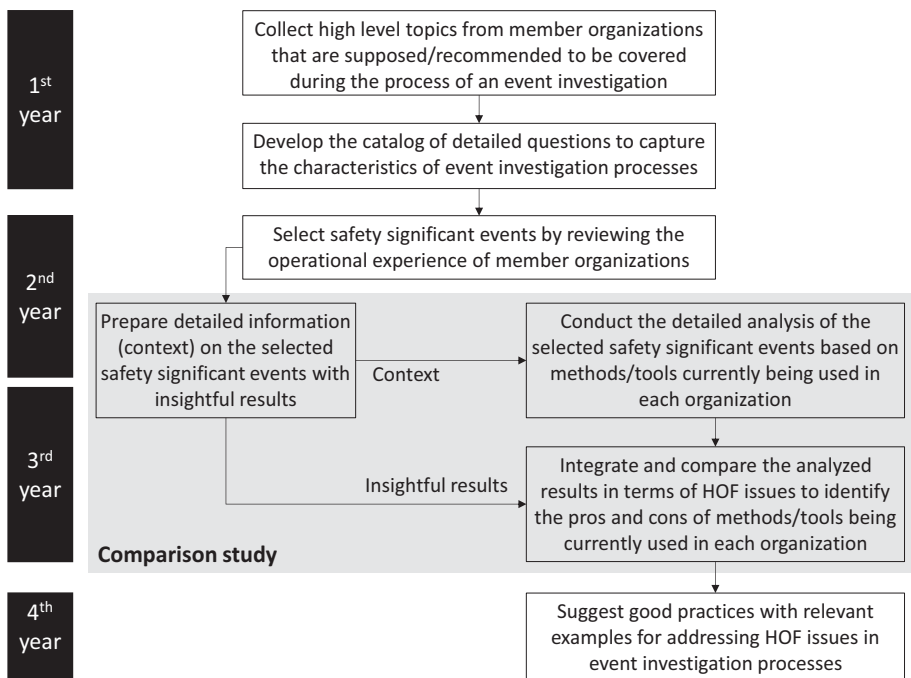 1st
year
Collect high level topics from member organizations
that are supposed/recommended to be covered
during the process of an event investigation
Develop the catalog of detailed questions to capture
the characteristics of event investigation processes
2nd
year
Select safety significant events by reviewing the
operational experience of member organizations
Prepare detailed information
(context) on the selected
safety significant events with
insightful results
Context
Conduct the detailed analysis of the
selected safety significant events based on
methods/tools currently being used in
each organization
3rd
year
Insightful results
Integrate and compare the analyzed
results in terms of HOF issues to identify
the pros and cons of methods/tools being
currently used in each organization
Comparison study
4th
year
Suggest good practices with relevant
examples for addressing HOF issues in
event investigation processes